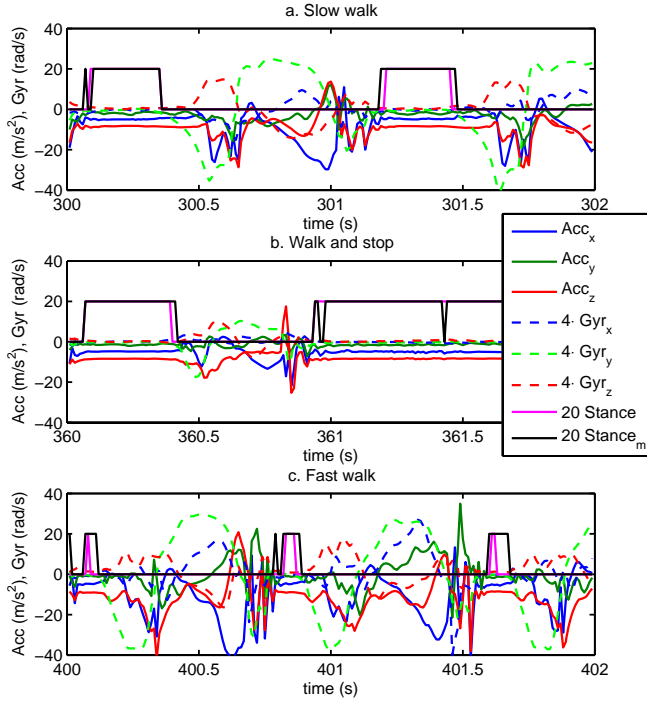 a. Slow walk
Acc (m/s²), Gyr (rad/s)
40
20
0
−20
−40
300
300.5
301
301.5
302
time (s)
b. Walk and stop
Acc (m/s²), Gyr (rad/s)
40
20
0
−20
−40
360
360.5
361
361.
time (s)
Acc_x
Acc_y
Acc_z
4· Gyr_x
4· Gyr_y
4· Gyr_z
20 Stance
20 Stance_m
c. Fast walk
Acc (m/s²), Gyr (rad/s)
40
20
0
−20
−40
400
400.5
401
401.5
402
time (s)